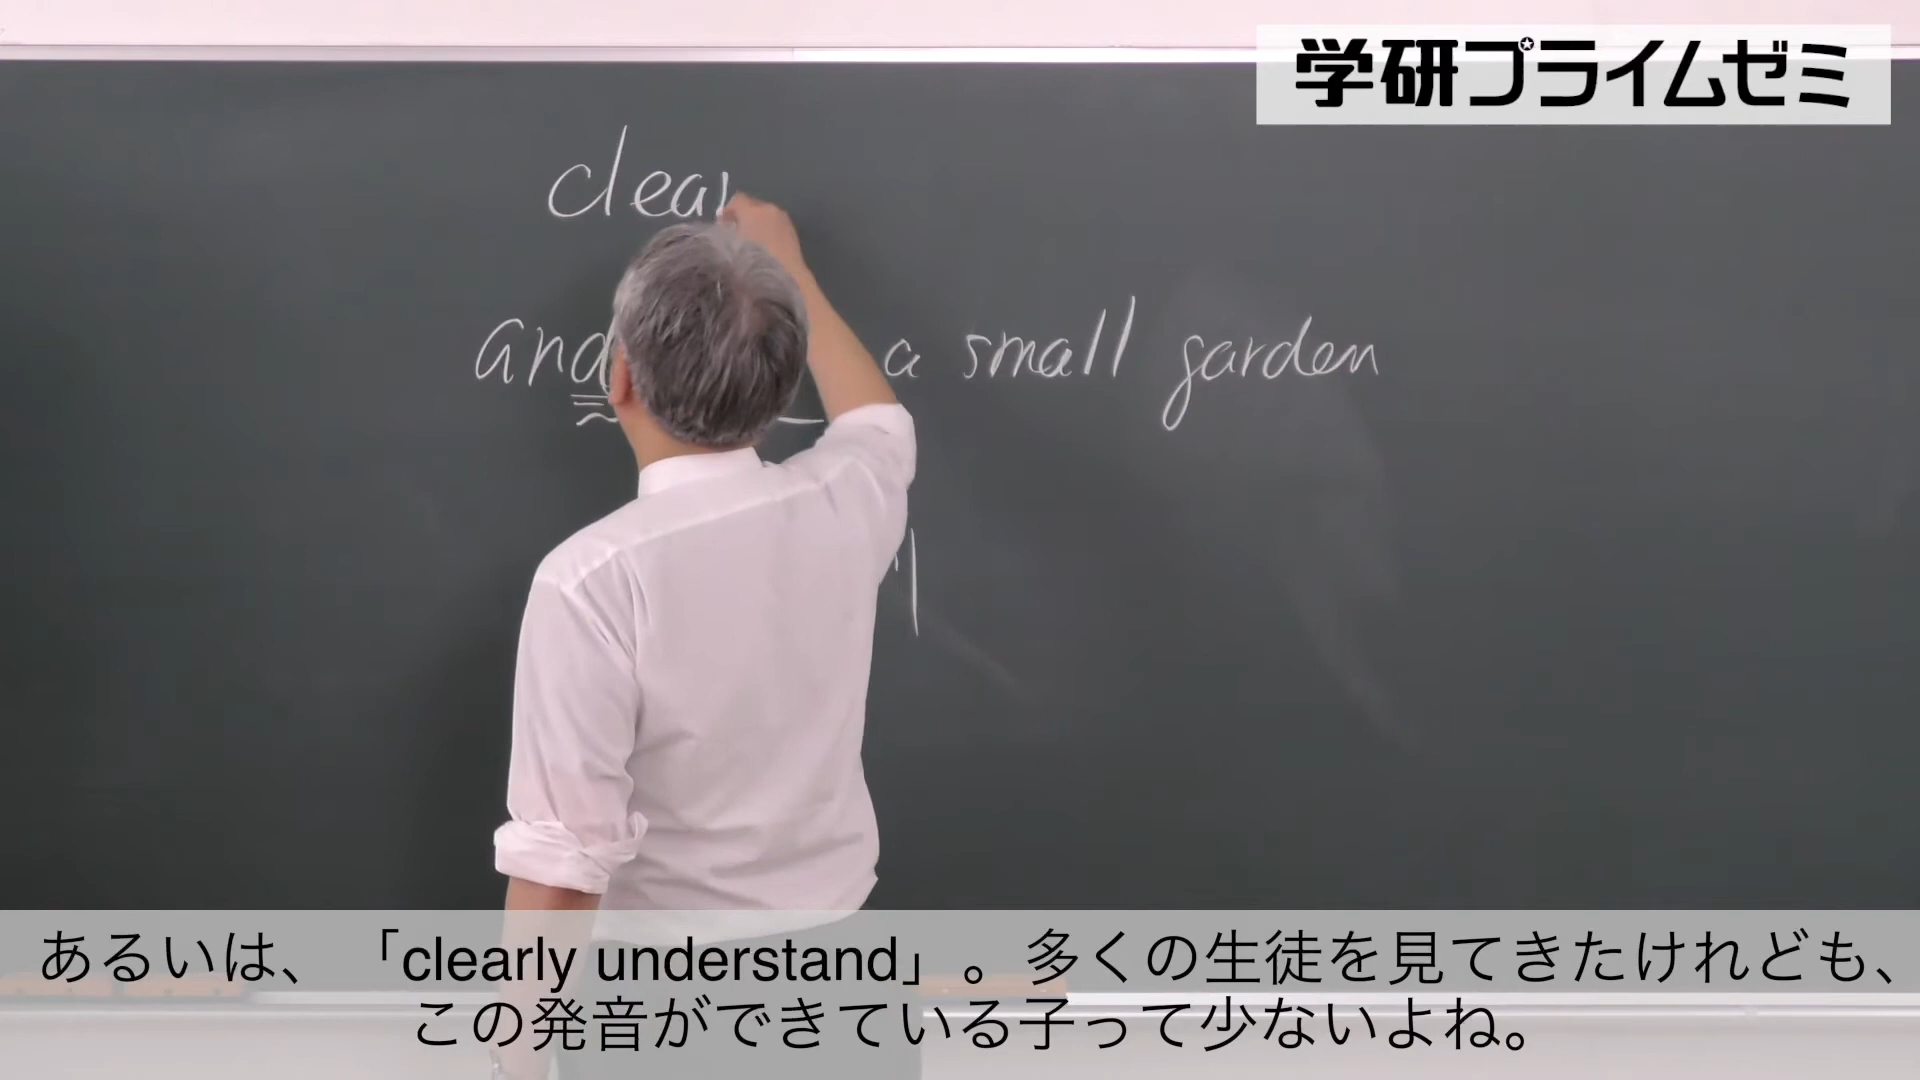 学研プライムゼミ
clear
and a small garden
あるいは、「clearly understand」。多くの生徒を見てきたけれども、
この発音ができている子って少ないよね。